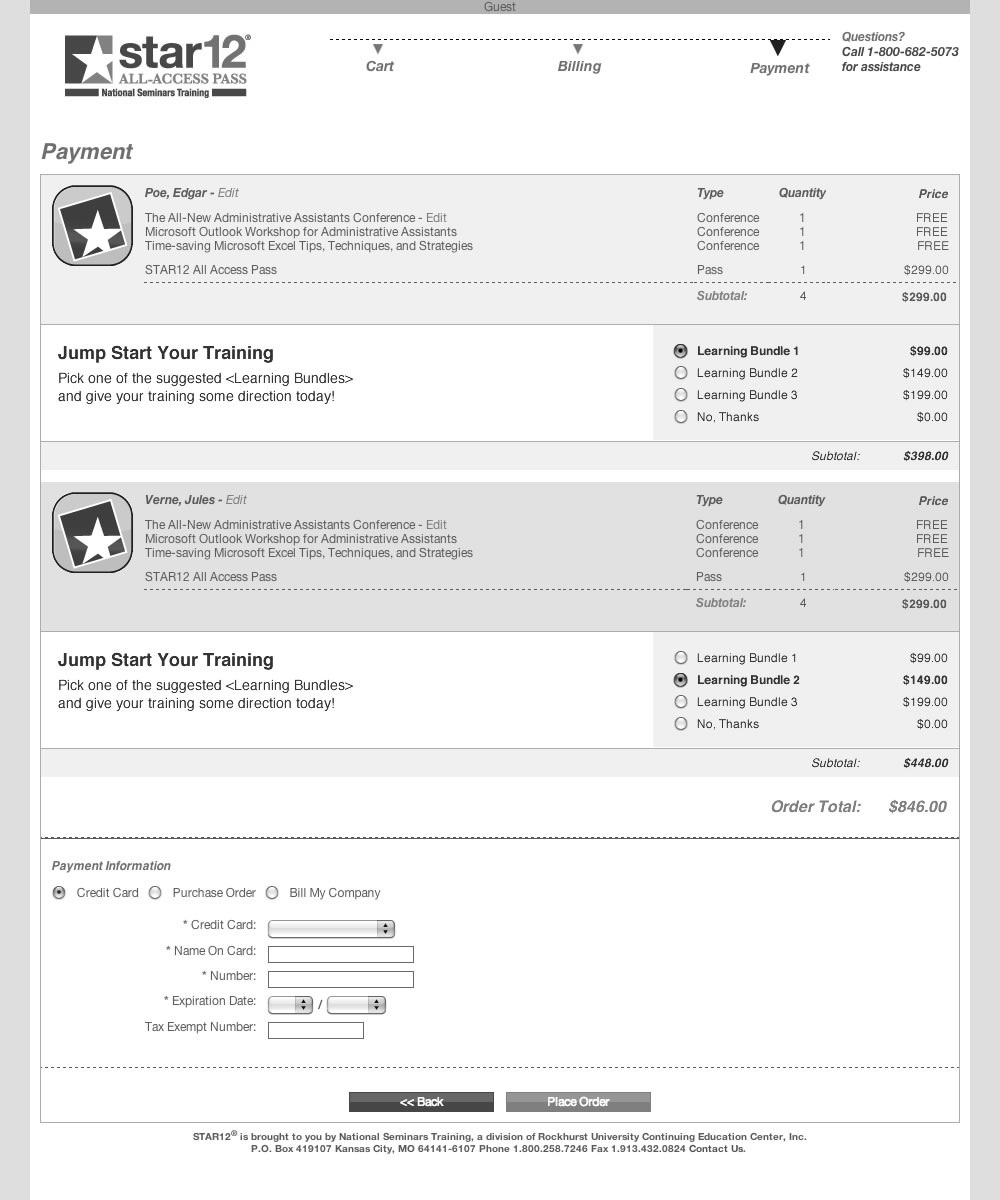 Guest
star12®
ALL-ACCESS PASS
National Seminars Training
Cart
Billing
Payment
Questions?
Call 1-800-682-5073
for assistance
Payment
Poe, Edgar - Edit Type Quantity Price
The All-New Administrative Assistants Conference - Edit Conference 1 FREE
Microsoft Outlook Workshop for Administrative Assistants Conference 1 FREE
Time-saving Microsoft Excel Tips, Techniques, and Strategies Conference 1 FREE
STAR12 All Access Pass Pass 1 $299.00
Subtotal: 4 $299.00
Jump Start Your Training
Pick one of the suggested <Learning Bundles>
and give your training some direction today!
Learning Bundle 1 $99.00
Learning Bundle 2 $149.00
Learning Bundle 3 $199.00
No, Thanks $0.00
Subtotal: $398.00
Verne, Jules - Edit Type Quantity Price
The All-New Administrative Assistants Conference - Edit Conference 1 FREE
Microsoft Outlook Workshop for Administrative Assistants Conference 1 FREE
Time-saving Microsoft Excel Tips, Techniques, and Strategies Conference 1 FREE
STAR12 All Access Pass Pass 1 $299.00
Subtotal: 4 $299.00
Jump Start Your Training
Pick one of the suggested <Learning Bundles>
and give your training some direction today!
Learning Bundle 1 $99.00
Learning Bundle 2 $149.00
Learning Bundle 3 $199.00
No, Thanks $0.00
Subtotal: $448.00
Order Total: $846.00
Payment Information
Credit Card Purchase Order Bill My Company
* Credit Card:
* Name On Card:
* Number:
* Expiration Date: /
Tax Exempt Number:
<< Back Place Order
STAR12® is brought to you by National Seminars Training, a division of Rockhurst University Continuing Education Center, Inc.
P.O. Box 419107 Kansas City, MO 64141-6107 Phone 1.800.258.7246 Fax 1.913.432.0824 Contact Us.